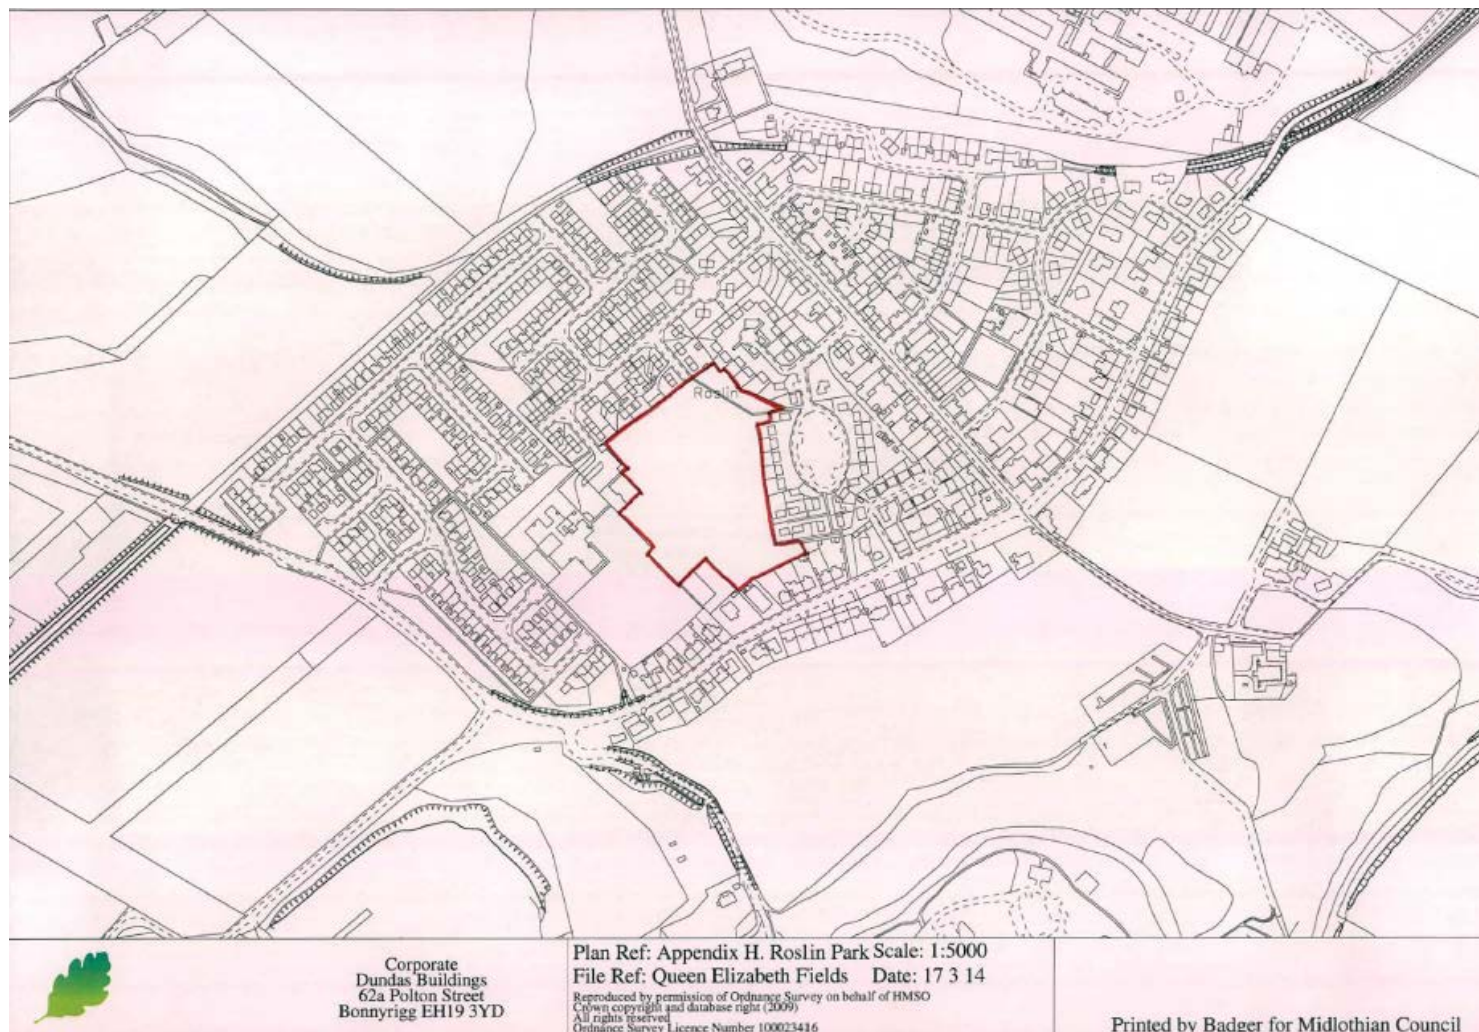 Roslin
Corporate
Dundas Buildings
62a Polton Street
Bonnyrigg EH19 3YD
Plan Ref: Appendix H. Roslin Park Scale: 1:5000
File Ref: Queen Elizabeth Fields Date: 17 3 14
Reproduced by permission of Ordnance Survey on behalf of HMSO
Crown copyright and database right (2009)
All rights reserved
Ordnance Survey Licence Number 100023416
Printed by Badger for Midlothian Council